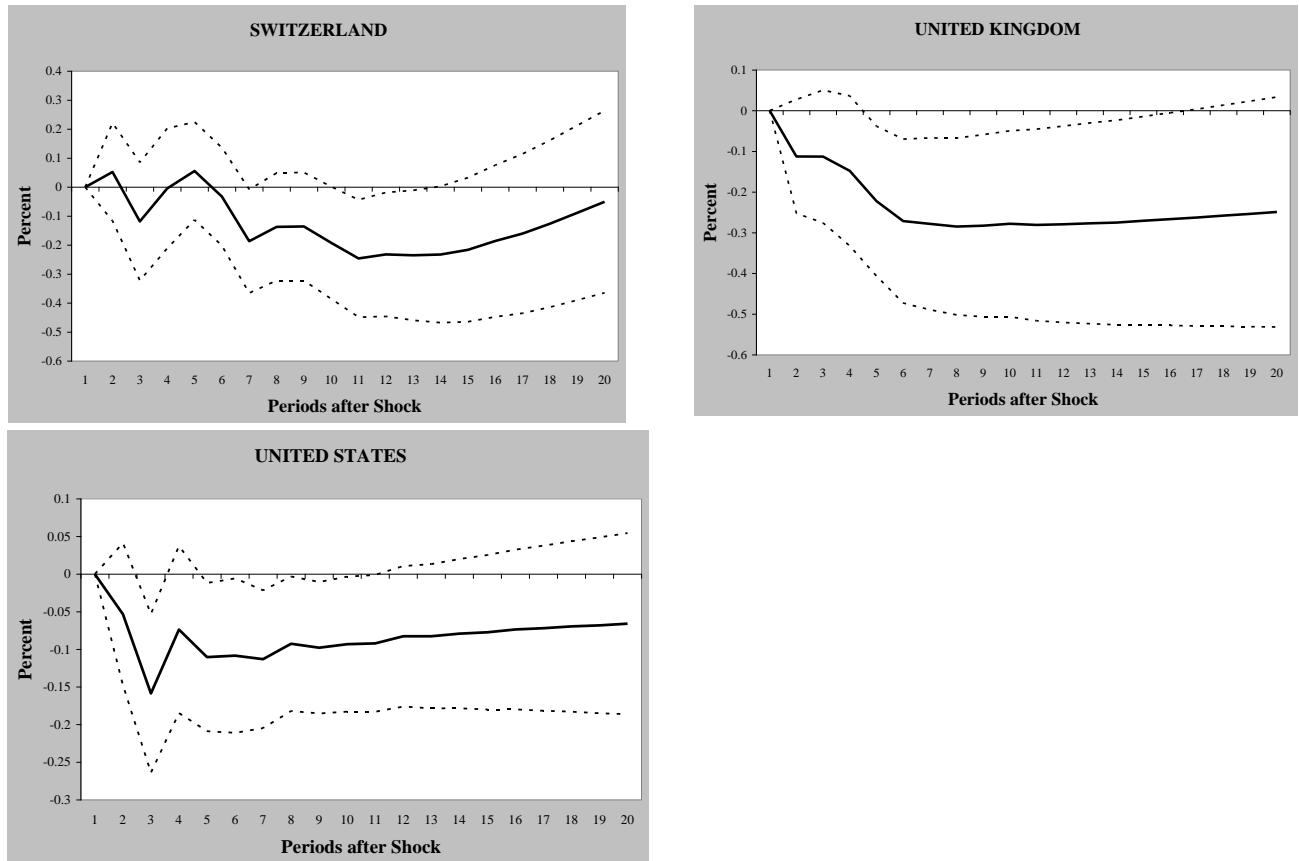 SWITZERLAND
0.4
0.3
0.2
0.1
0
-0.1
-0.2
-0.3
-0.4
-0.5
-0.6
Percent
1 2 3 4 5 6 7 8 9 10 11 12 13 14 15 16 17 18 19 20
Periods after Shock
UNITED KINGDOM
0.1
0
-0.1
-0.2
-0.3
-0.4
-0.5
-0.6
Percent
1 2 3 4 5 6 7 8 9 10 11 12 13 14 15 16 17 18 19 20
Periods after Shock
UNITED STATES
0.1
0.05
0
-0.05
-0.1
-0.15
-0.2
-0.25
-0.3
Percent
1 2 3 4 5 6 7 8 9 10 11 12 13 14 15 16 17 18 19 20
Periods after Shock